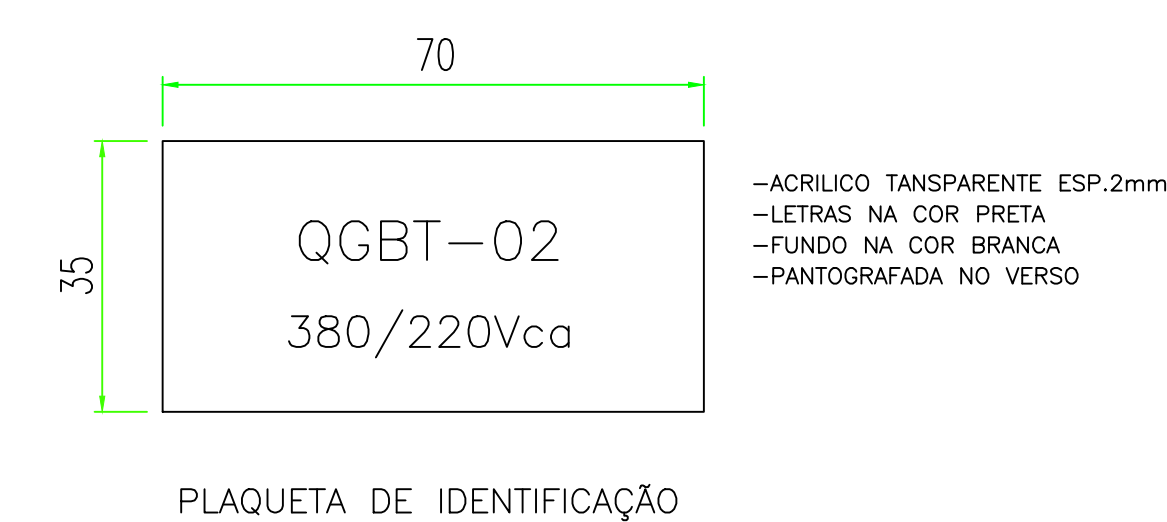 70
35
QGBT-02
380/220Vca
-ACRILICO TANSPARENTE ESP.2mm
-LETRAS NA COR PRETA
-FUNDO NA COR BRANCA
-PANTOGRAFADA NO VERSO
PLAQUETA DE IDENTIFICAÇÃO